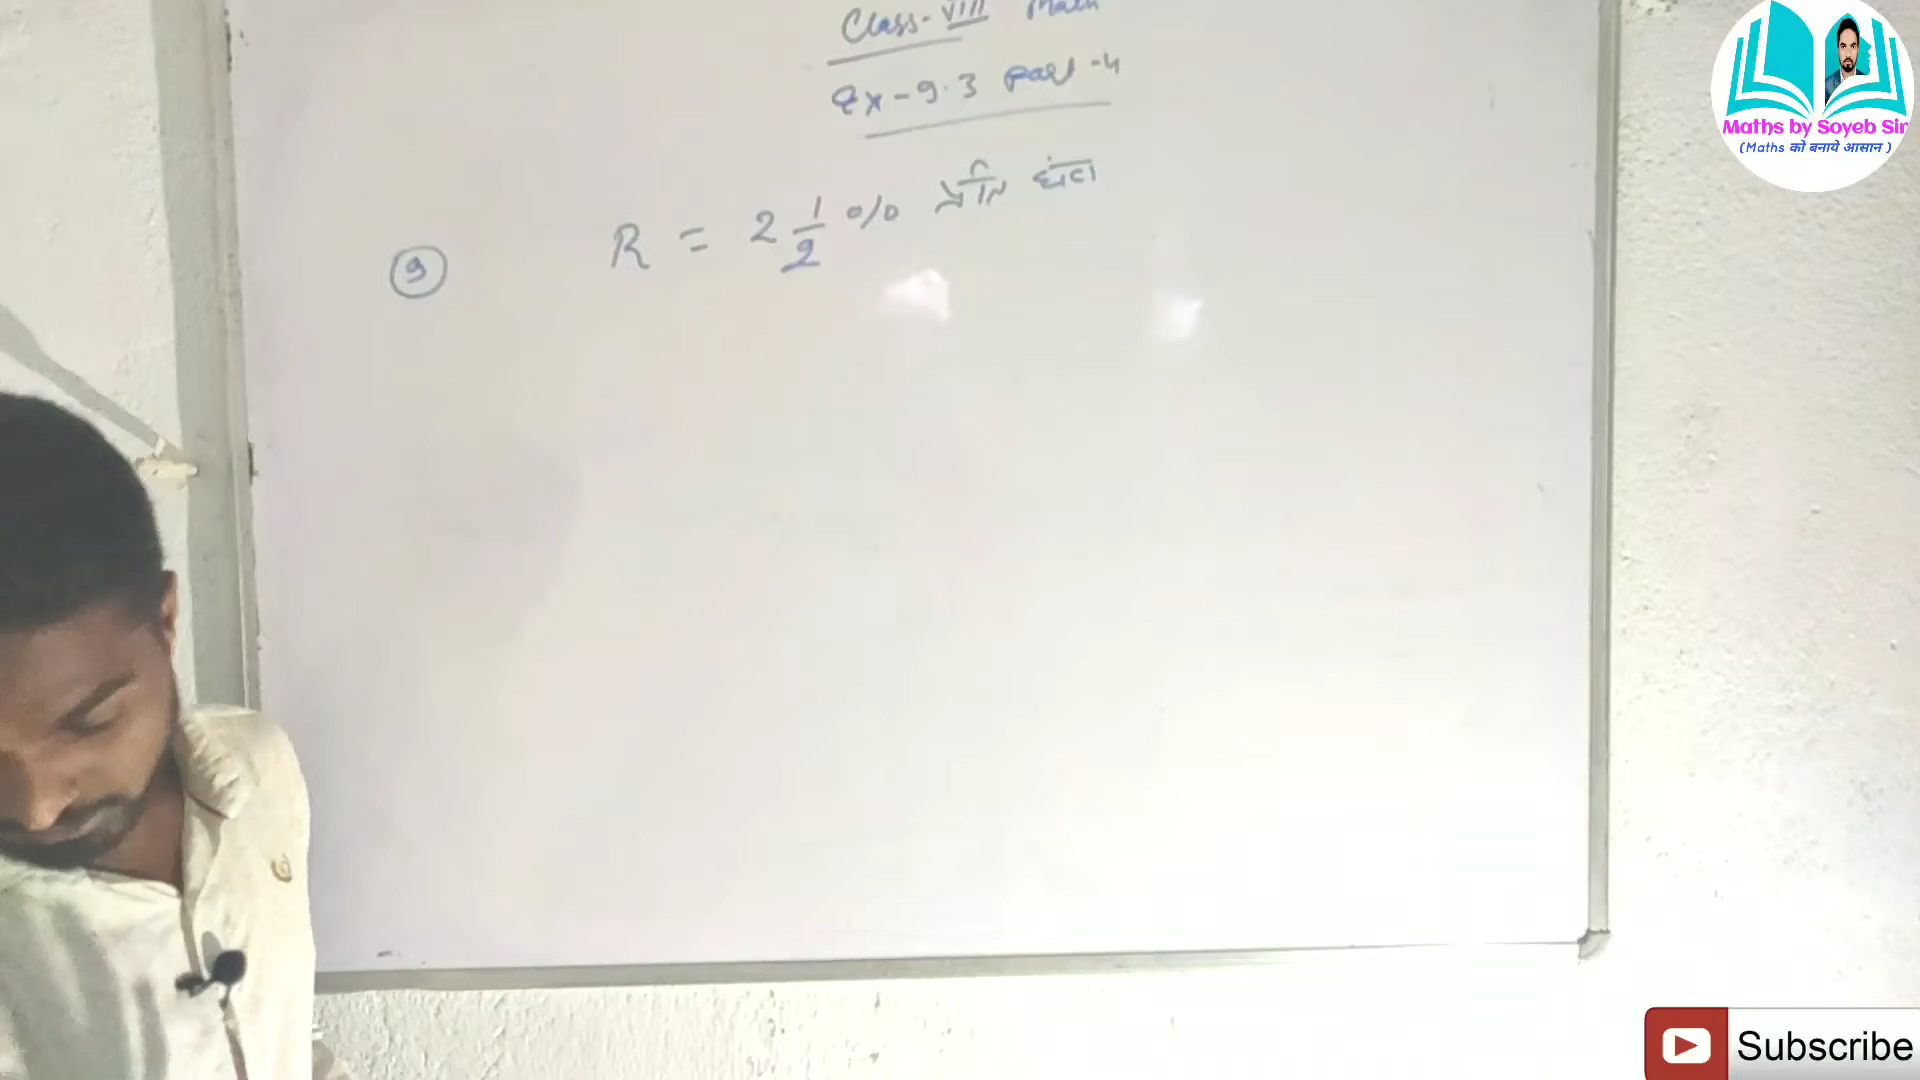 Class-VIII Math
Ex-9.3 Part-4
9 R = 2 1/2 % प्रति घंटा
Maths by Soyeb Sir
(Maths को बनाये आसान )
Subscribe